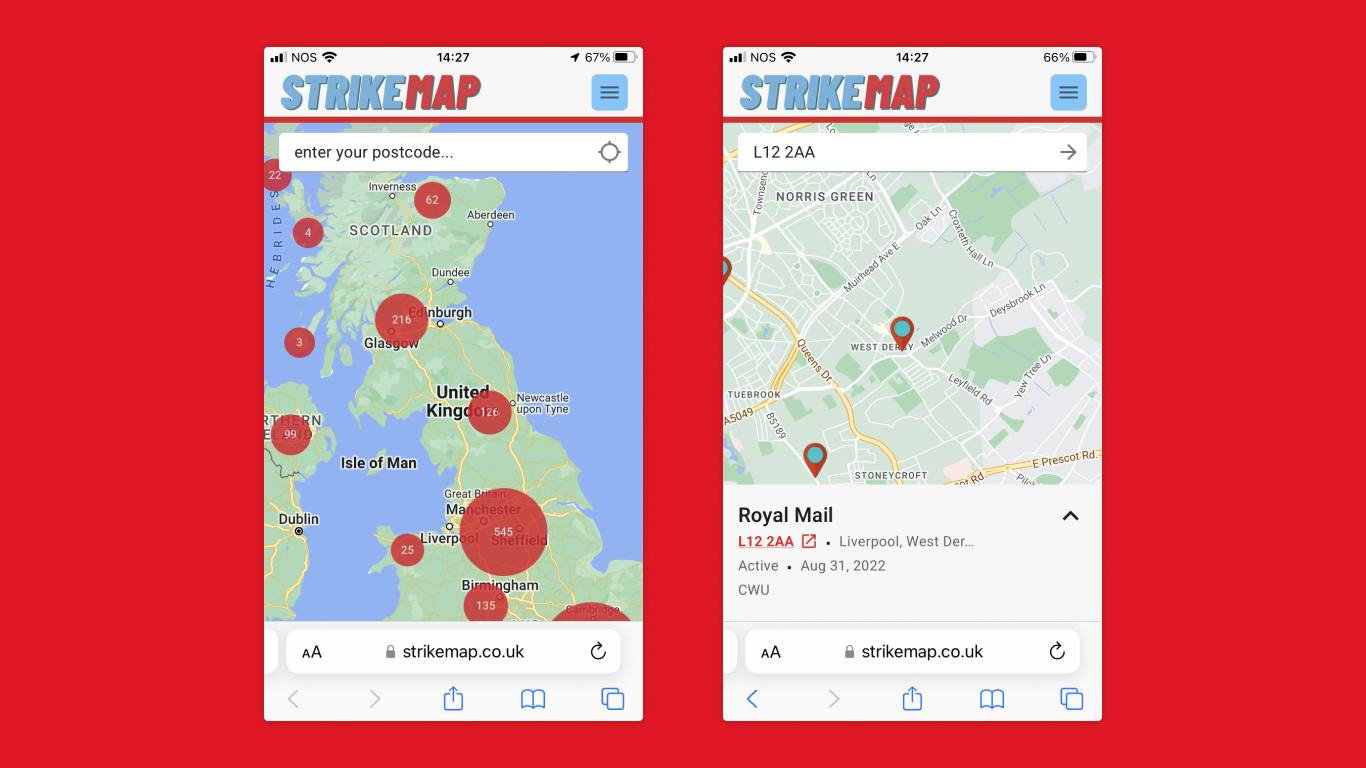 NOS 14:27 67%
STRIKEMAP
enter your postcode...
22
HEBRIDES
Inverness
62
Aberdeen
4
SCOTLAND
Dundee
216
Edinburgh
3
Glasgow
United
Kingdom
126
Newcastle
upon Tyne
99
Isle of Man
Great Britain
Manchester
Dublin
545
Liverpool
Sheffield
25
Birmingham
135
Cambridge
AA strikemap.co.uk
NOS 14:27 66%
STRIKEMAP
L12 2AA
Townsend
NORRIS GREEN
Ln
Oak Ln
Croxteth Hall Ln
Muirhead Ave E
Deysbrook Ln
Melwood Dr
WEST DERBY
Queens Dr
Yew Tree Ln
Leyfield Rd
TUEBROOK
A5049
B5189
STONEYCROFT
E Prescot Rd.
Royal Mail
L12 2AA • Liverpool, West Der...
Active • Aug 31, 2022
CWU
AA strikemap.co.uk